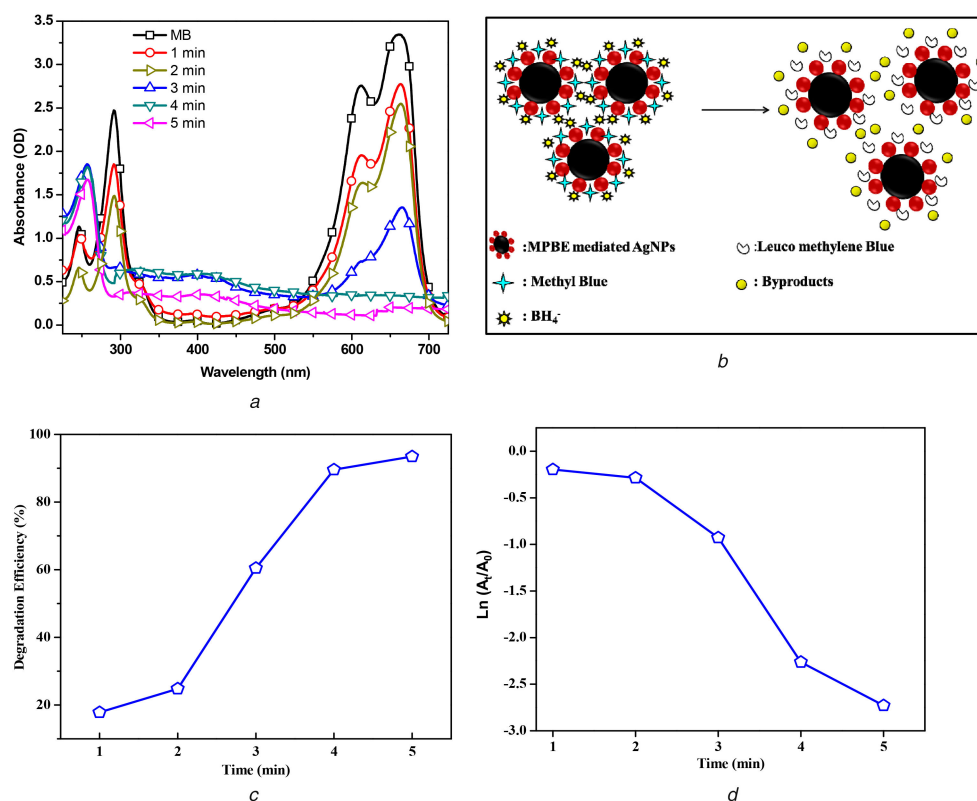 3.5
3.0
2.5
2.0
1.5
1.0
0.5
0.0
Absorbance (OD)
MB
1 min
2 min
3 min
4 min
5 min
300 400 500 600 700
Wavelength (nm)
a
:MPBE mediated AgNPs
:Leuco methylene Blue
: Methyl Blue
: Byproducts
: BH₄⁻
b
100
80
60
40
20
Degradation Efficiency (%)
1 2 3 4 5
Time (min)
c
0.0
-0.5
-1.0
-1.5
-2.0
-2.5
-3.0
Ln (Aₜ/A₀)
1 2 3 4 5
Time (min)
d